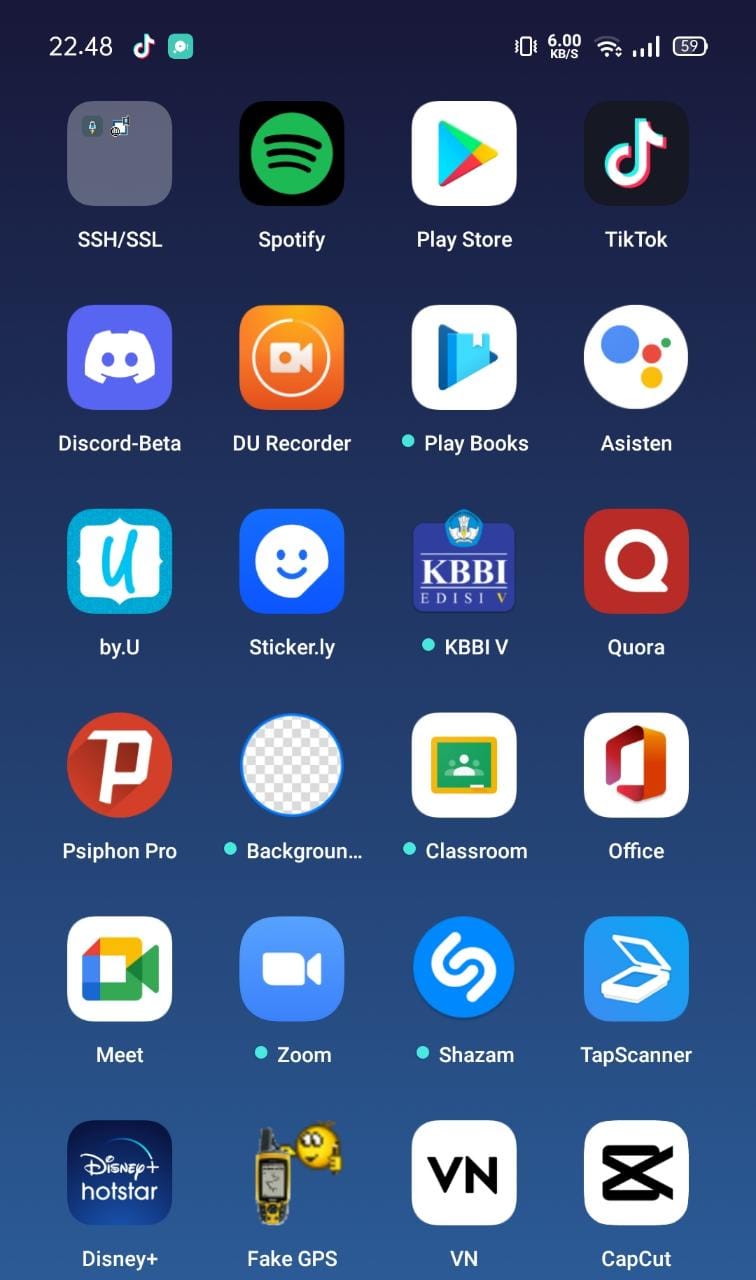 22.48
6.00
KB/S
59
SSH/SSL
Spotify
Play Store
TikTok
Discord-Beta
DU Recorder
Play Books
Asisten
U
KBBI
EDISI V
by.U
Sticker.ly
KBBI V
Quora
Psiphon Pro
Backgroun...
Classroom
Office
Meet
Zoom
Shazam
TapScanner
Disney+
hotstar
VN
Disney+
Fake GPS
VN
CapCut